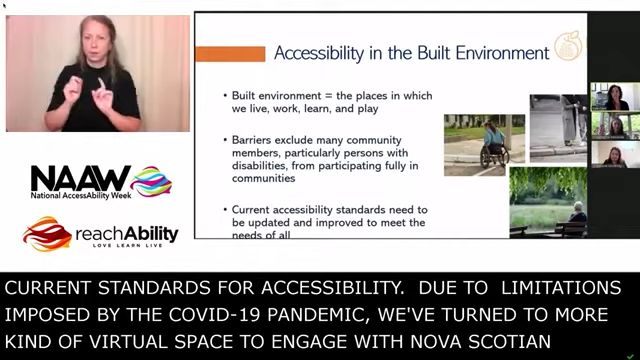 Accessibility in the Built Environment
• Built environment = the places in which
we live, work, learn, and play
• Barriers exclude many community
members, particularly persons with
disabilities, from participating fully in
communities
• Current accessibility standards need to
be updated and improved to meet the
needs of all
NAAW
National AccessAbility Week
reachAbility
LOVE LEARN LIVE
CURRENT STANDARDS FOR ACCESSIBILITY. DUE TO LIMITATIONS
IMPOSED BY THE COVID-19 PANDEMIC, WE'VE TURNED TO MORE
KIND OF VIRTUAL SPACE TO ENGAGE WITH NOVA SCOTIAN